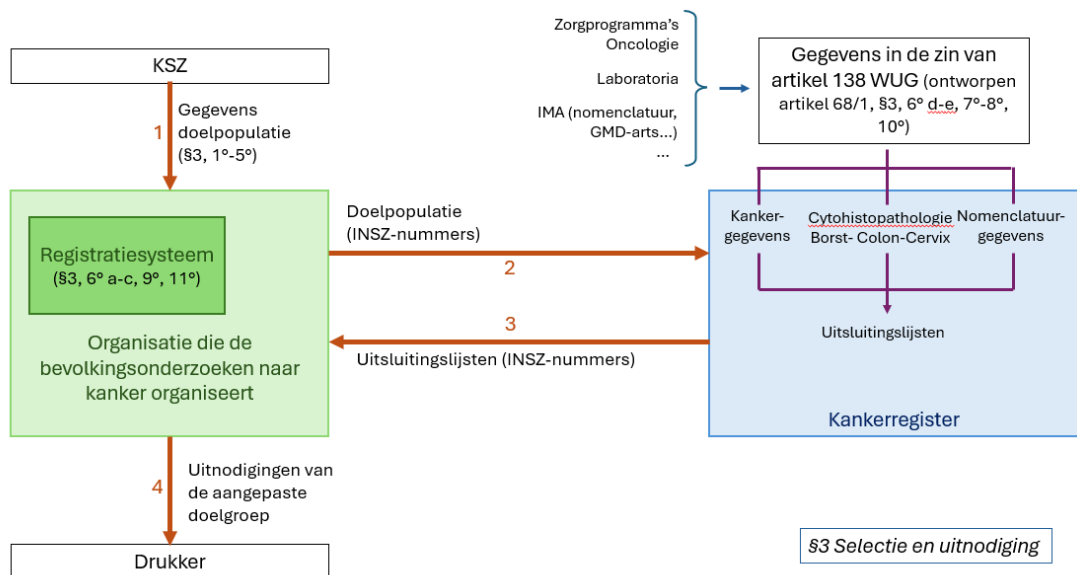 KSZ
1
Gegevens
doelpopulatie
(§3, 1°-5°)
Zorgprogramma's
Oncologie
Laboratoria
IMA (nomenclatuur,
GMD-arts...)
...
Gegevens in de zin van
artikel 138 WUG (ontworpen
artikel 68/1, §3, 6° d-e, 7°-8°,
10°)
Registratiesysteem
(§3, 6° a-c, 9°, 11°)
Organisatie die de
bevolkingsonderzoeken naar
kanker organiseert
Doelpopulatie
(INSZ-nummers)
2
3
Uitsluitingslijsten (INSZ-nummers)
Kanker-
gegevens
Cytohistopathologie
Borst- Colon-Cervix
Nomenclatuur-
gegevens
Uitsluitingslijsten
Kankerregister
4
Uitnodigingen van
de aangepaste
doelgroep
Drukker
§3 Selectie en uitnodiging